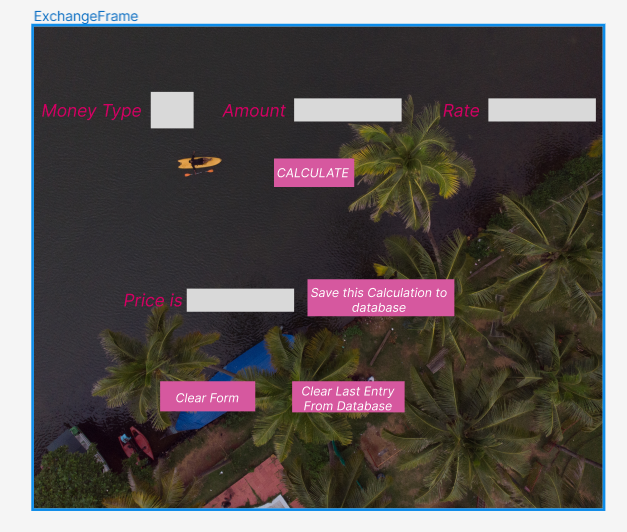 ExchangeFrame
Money Type
Amount
Rate
CALCULATE
Price is
Save this Calculation to
database
Clear Form
Clear Last Entry
From Database